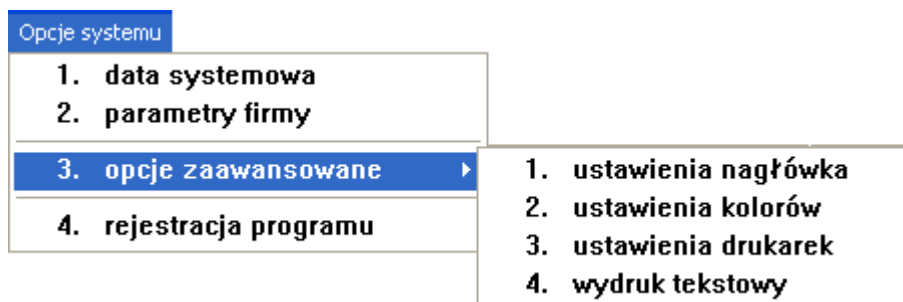 Opcje systemu
1. data systemowa
2. parametry firmy
3. opcje zaawansowane
4. rejestracja programu
1. ustawienia nagłówka
2. ustawienia kolorów
3. ustawienia drukarek
4. wydruk tekstowy